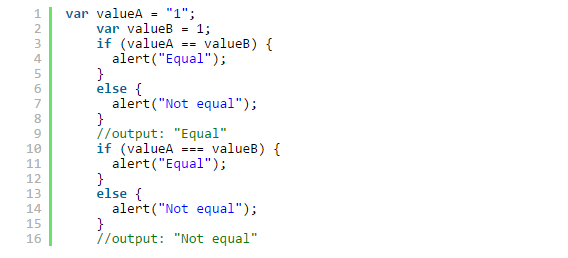 1 var valueA = "1";
2 var valueB = 1;
3 if (valueA == valueB) {
4 alert("Equal");
5 }
6 else {
7 alert("Not equal");
8 }
9 //output: "Equal"
10 if (valueA === valueB) {
11 alert("Equal");
12 }
13 else {
14 alert("Not equal");
15 }
16 //output: "Not equal"